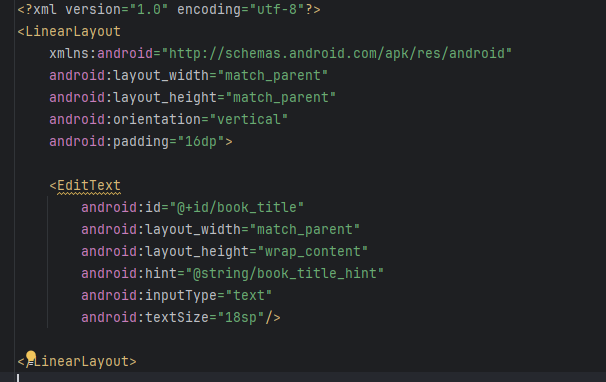 <?xml version="1.0" encoding="utf-8"?>
<LinearLayout
xmlns:android="http://schemas.android.com/apk/res/android"
android:layout_width="match_parent"
android:layout_height="match_parent"
android:orientation="vertical"
android:padding="16dp">
<EditText
android:id="@+id/book_title"
android:layout_width="match_parent"
android:layout_height="wrap_content"
android:hint="@string/book_title_hint"
android:inputType="text"
android:textSize="18sp"/>
</LinearLayout>